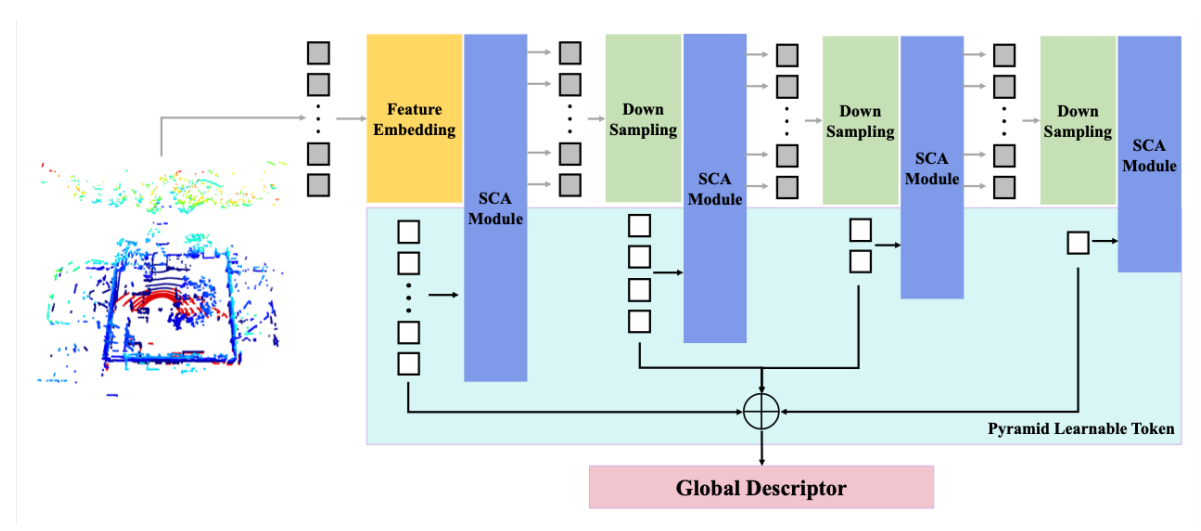 Feature
Embedding
SCA
Module
Down
Sampling
SCA
Module
Down
Sampling
SCA
Module
Down
Sampling
SCA
Module
Pyramid Learnable Token
Global Descriptor